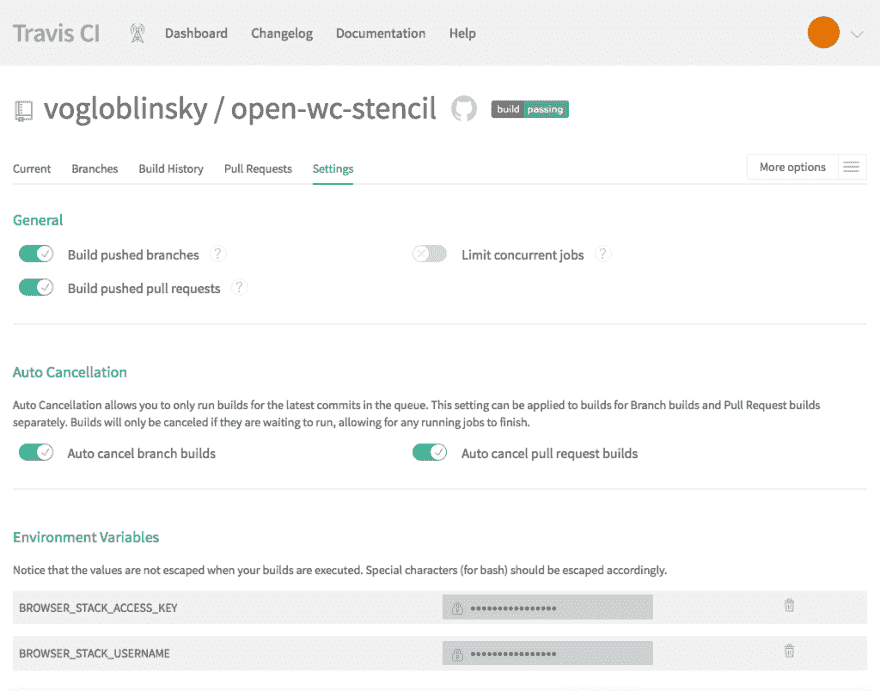 Travis CI Dashboard Changelog Documentation Help
vogloblinsky / open-wc-stencil build passing
Current Branches Build History Pull Requests Settings More options
General
Build pushed branches ? Limit concurrent jobs ?
Build pushed pull requests ?
Auto Cancellation
Auto Cancellation allows you to only run builds for the latest commits in the queue. This setting can be applied to builds for Branch builds and Pull Request builds
separately. Builds will only be canceled if they are waiting to run, allowing for any running jobs to finish.
Auto cancel branch builds Auto cancel pull request builds
Environment Variables
Notice that the values are not escaped when your builds are executed. Special characters (for bash) should be escaped accordingly.
BROWSER_STACK_ACCESS_KEY ••••••••••••••••
BROWSER_STACK_USERNAME ••••••••••••••••